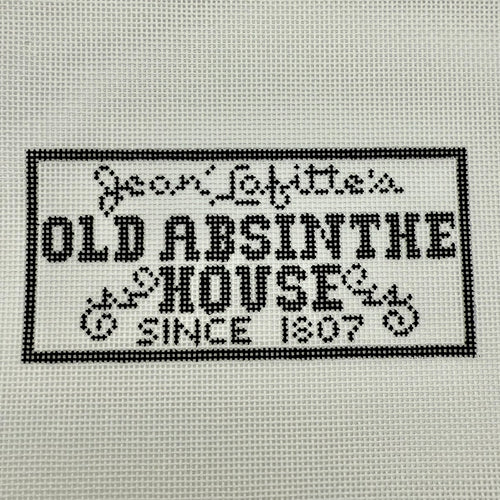 Jean Lafitte's
OLD ABSINTHE
HOUSE
SINCE 1807